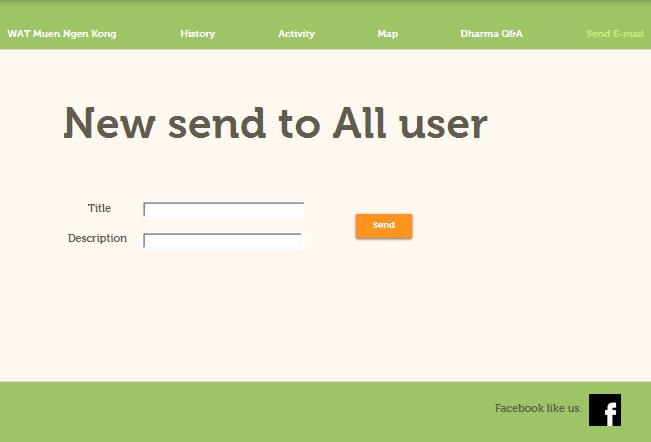 WAT Muen Ngen Kong History Activity Map Dharma Q&A Send E-mail
New send to All user
Title
Send
Description
Facebook like us. f